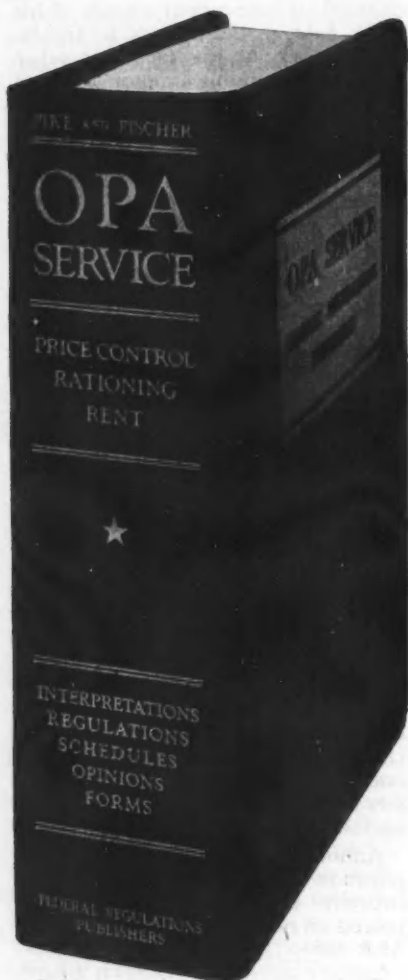 PIKE AND FISCHER
OPA
SERVICE
PRICE CONTROL
RATIONING
RENT
INTERPRETATIONS
REGULATIONS
SCHEDULES
OPINIONS
FORMS
FEDERAL REGULATIONS
PUBLISHERS
OPA SERVICE